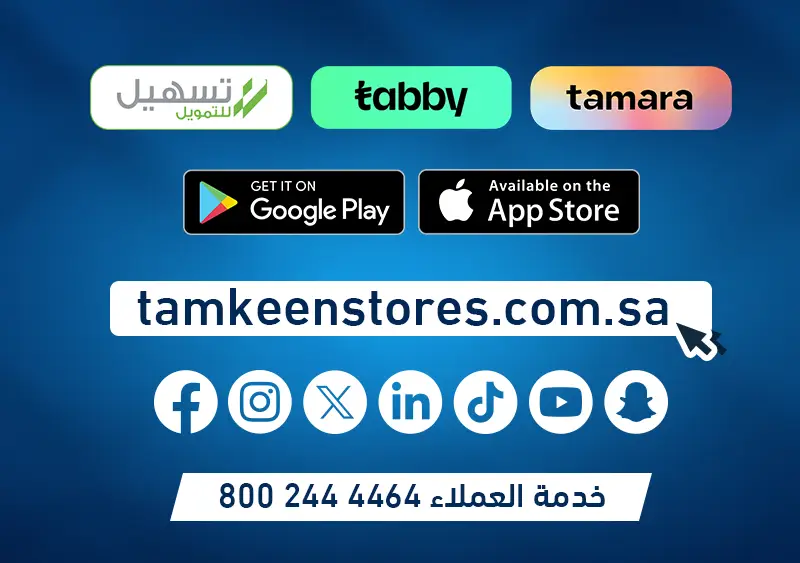 تسهيل
للتمويل
tabby
tamara
GET IT ON
Google Play
Available on the
App Store
tamkeenstores.com.sa
خدمة العملاء 800 244 4464